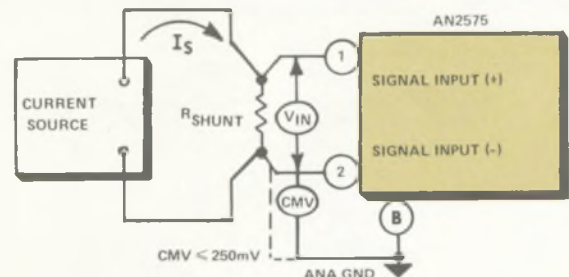 AN2575
I_S
1
CURRENT
SOURCE
R_SHUNT
V_IN
SIGNAL INPUT (+)
SIGNAL INPUT (-)
2
CMV
B
CMV ≤ 250mV
ANA GND